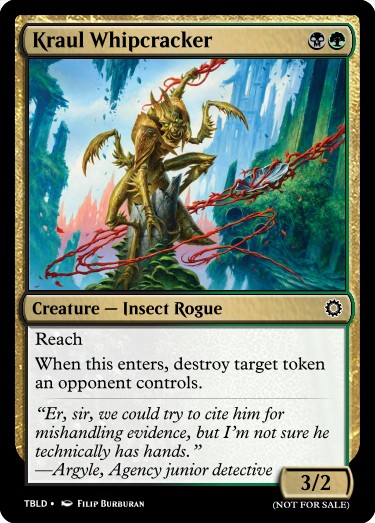 Kraul Whipcracker
Creature — Insect Rogue
Reach
When this enters, destroy target token
an opponent controls.
“Er, sir, we could try to cite him for
mishandling evidence, but I’m not sure he
technically has hands.”
—Argyle, Agency junior detective
3/2
TBLD • Filip Burburan
(NOT FOR SALE)